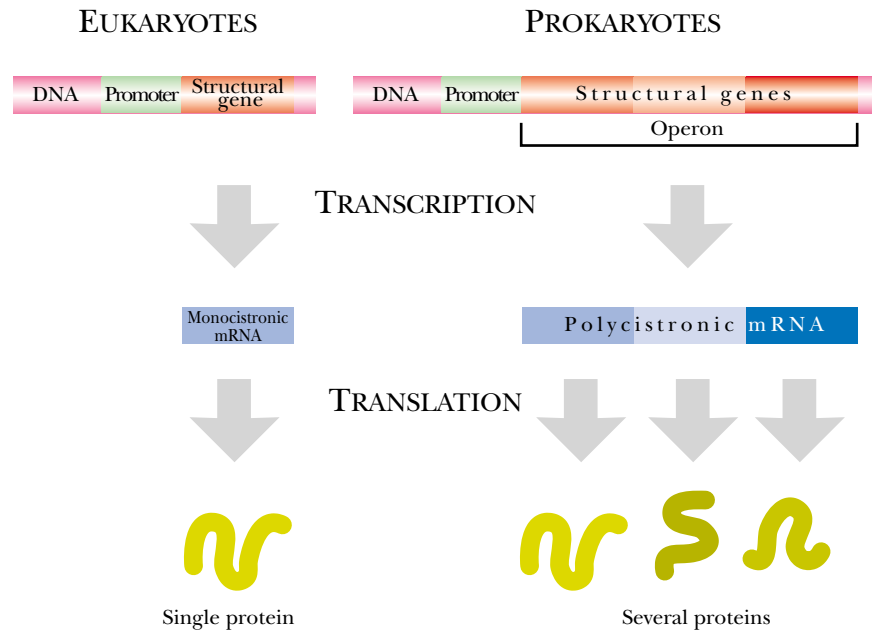 EUKARYOTES
PROKARYOTES
DNA Promoter Structural gene
DNA Promoter Structural genes
Operon
TRANSCRIPTION
Monocistronic
mRNA
Polycistronic mRNA
TRANSLATION
Single protein
Several proteins